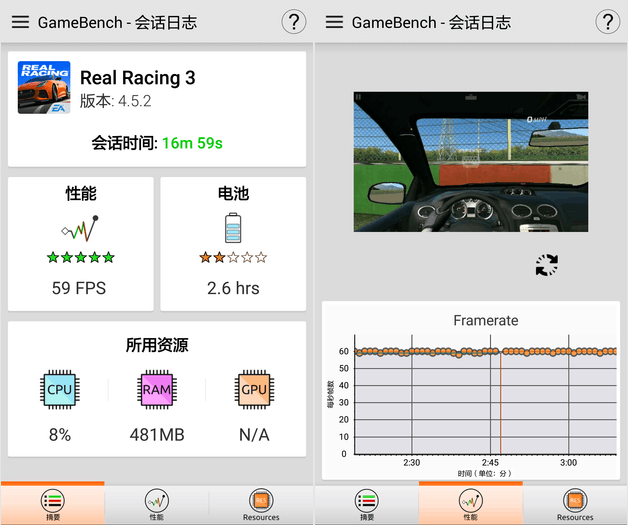 GameBench - 会话日志
?
REAL
RACING
EA
Real Racing 3
版本: 4.5.2
会话时间: 16m 59s
性能
59 FPS
电池
2.6 hrs
所用资源
CPU
RAM
GPU
8%
481MB
N/A
摘要
性能
RES
Resources
GameBench - 会话日志
?
0 MPH
Framerate
每秒帧数
60
50
40
30
20
10
0
2:30
2:45
3:00
时间 (单位: 分)
摘要
性能
RES
Resources